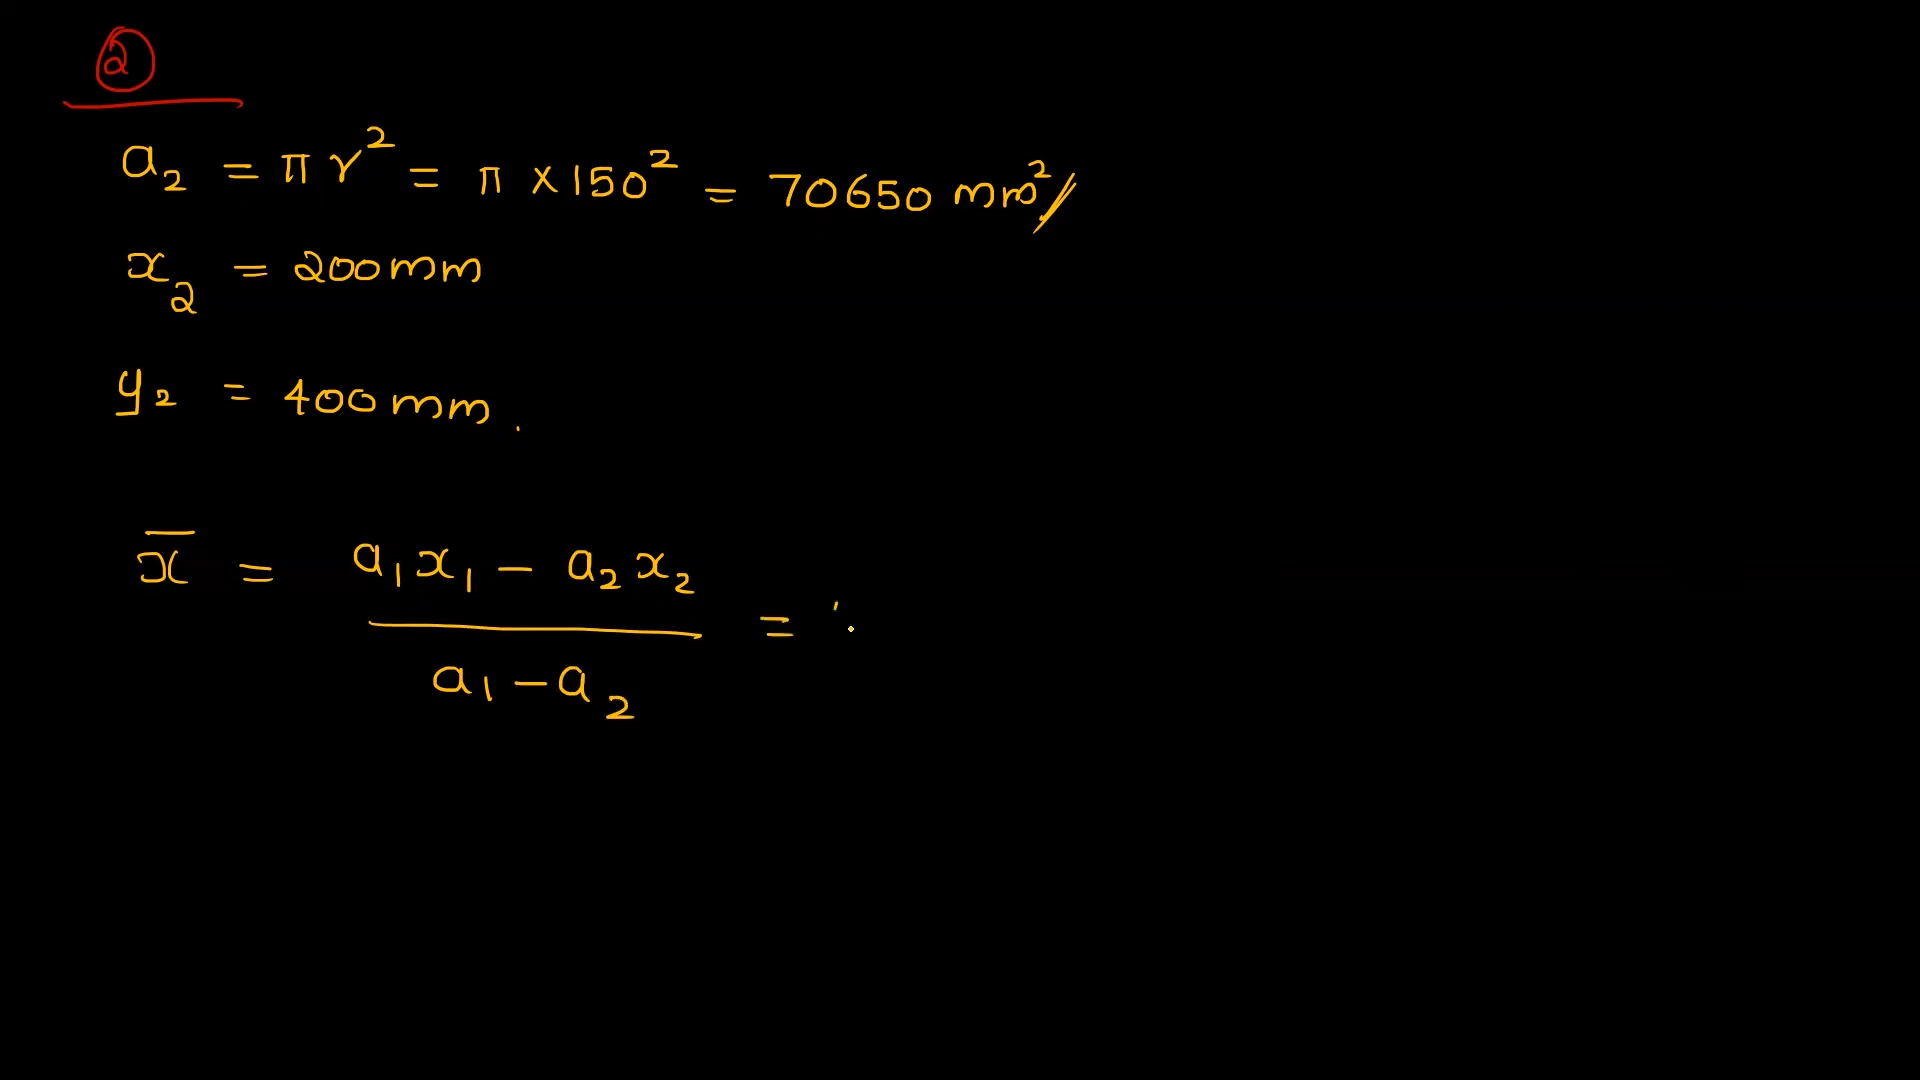 2
a₂ = πr² = π × 150² = 70650 mm² //
x₂ = 200mm
y₂ = 400mm.
x̄ = a₁x₁ - a₂x₂ =
a₁ - a₂